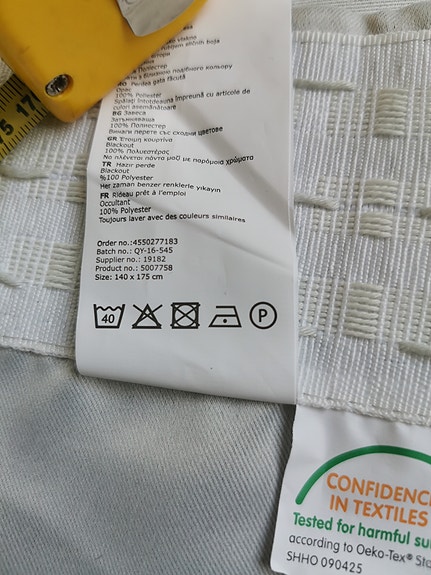 100% Polyester
Spălați întotdeauna împreună cu articole de
culori asemănătoare
BG Завеса
Затъмняваща
100% Полиестер
Винаги перете със сходни цветове
GR Έτοιμη κουρτίνα
Blackout
100% Πολυεστέρας
Να πλένεται πάντα μαζί με παρόμοια χρώματα
TR Hazır perde
Blackout
%100 Polyester
Her zaman benzer renklerle yıkayın
FR Rideau prêt à l'emploi
Occultant
100% Polyester
Toujours laver avec des couleurs similaires
Order no.:4550277183
Batch no.: QY-16-545
Supplier no.: 19182
Product no.: 5007758
Size: 140 x 175 cm
40
P
5
17
CONFIDENC
IN TEXTILES
Tested for harmful su
according to Oeko-Tex® Sta
SHHO 090425